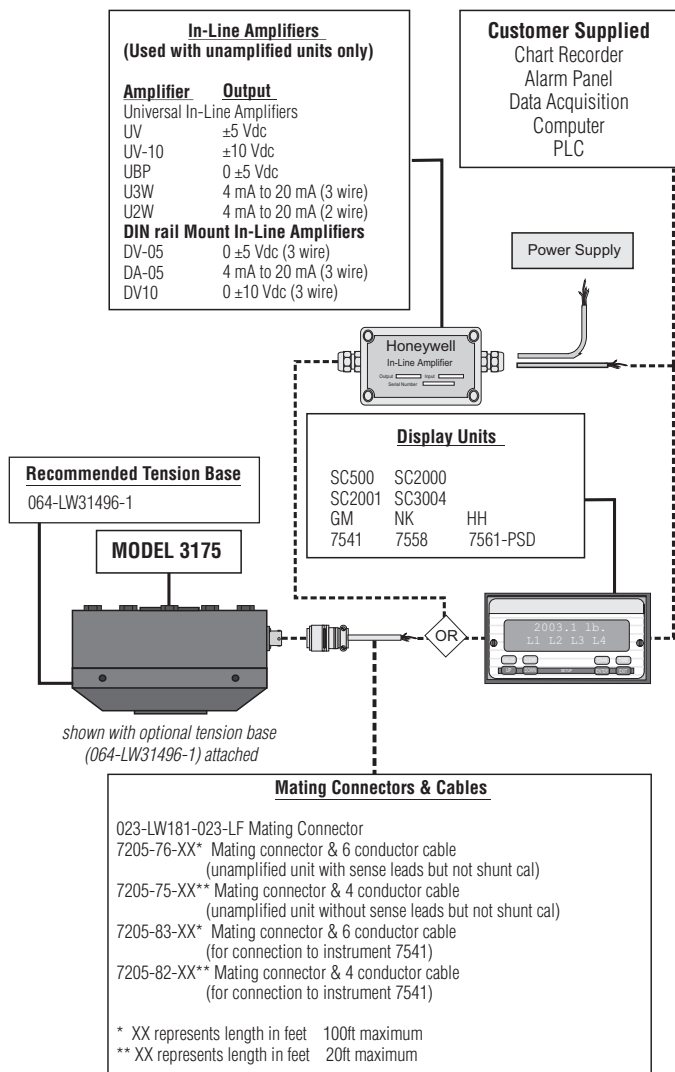 In-Line Amplifiers
(Used with unamplified units only)
Amplifier Output
Universal In-Line Amplifiers
UV ±5 Vdc
UV-10 ±10 Vdc
UBP 0 ±5 Vdc
U3W 4 mA to 20 mA (3 wire)
U2W 4 mA to 20 mA (2 wire)
DIN rail Mount In-Line Amplifiers
DV-05 0 ±5 Vdc (3 wire)
DA-05 4 mA to 20 mA (3 wire)
DV10 0 ±10 Vdc (3 wire)
Customer Supplied
Chart Recorder
Alarm Panel
Data Acquisition
Computer
PLC
Power Supply
Honeywell
In-Line Amplifier
Output Input
Serial Number
Display Units
SC500 SC2000
SC2001 SC3004
GM NK HH
7541 7558 7561-PSD
Recommended Tension Base
064-LW31496-1
MODEL 3175
OR
2003.1 lb.
L1 L2 L3 L4
SETUP
shown with optional tension base
(064-LW31496-1) attached
Mating Connectors & Cables
023-LW181-023-LF Mating Connector
7205-76-XX* Mating connector & 6 conductor cable
(unamplified unit with sense leads but not shunt cal)
7205-75-XX** Mating connector & 4 conductor cable
(unamplified unit without sense leads but not shunt cal)
7205-83-XX* Mating connector & 6 conductor cable
(for connection to instrument 7541)
7205-82-XX** Mating connector & 4 conductor cable
(for connection to instrument 7541)
* XX represents length in feet 100ft maximum
** XX represents length in feet 20ft maximum